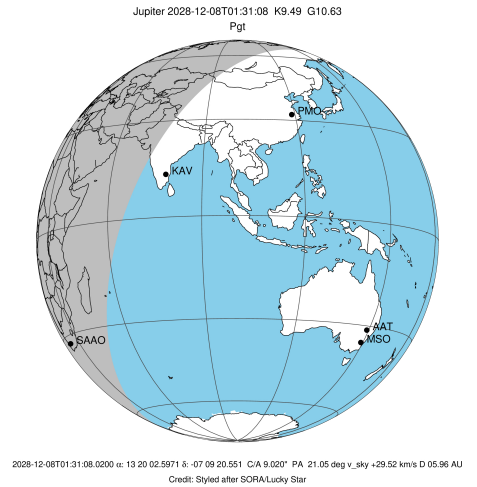 Jupiter 2028-12-08T01:31:08  K9.49  G10.63
Pgt
PMO
KAV
AAT
MSO
SAAO
2028-12-08T01:31:08.0200 α: 13 20 02.5971 δ: -07 09 20.551  C/A 9.020"  PA  21.05 deg v_sky +29.52 km/s D 05.96 AU
Credit: Styled after SORA/Lucky Star